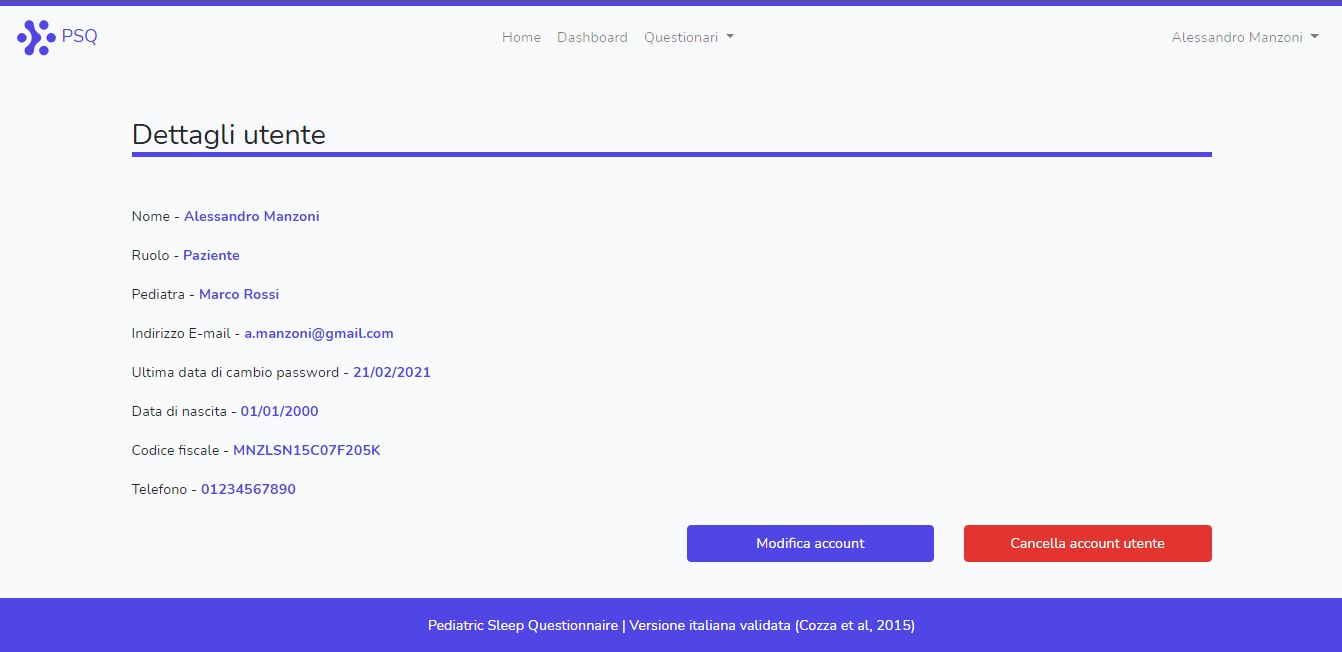 PSQ
Home Dashboard Questionari
Alessandro Manzoni
Dettagli utente
Nome - Alessandro Manzoni
Ruolo - Paziente
Pediatra - Marco Rossi
Indirizzo E-mail - a.manzoni@gmail.com
Ultima data di cambio password - 21/02/2021
Data di nascita - 01/01/2000
Codice fiscale - MNZLSN15C07F205K
Telefono - 01234567890
Modifica account
Cancella account utente
Pediatric Sleep Questionnaire | Versione italiana validata (Cozza et al, 2015)